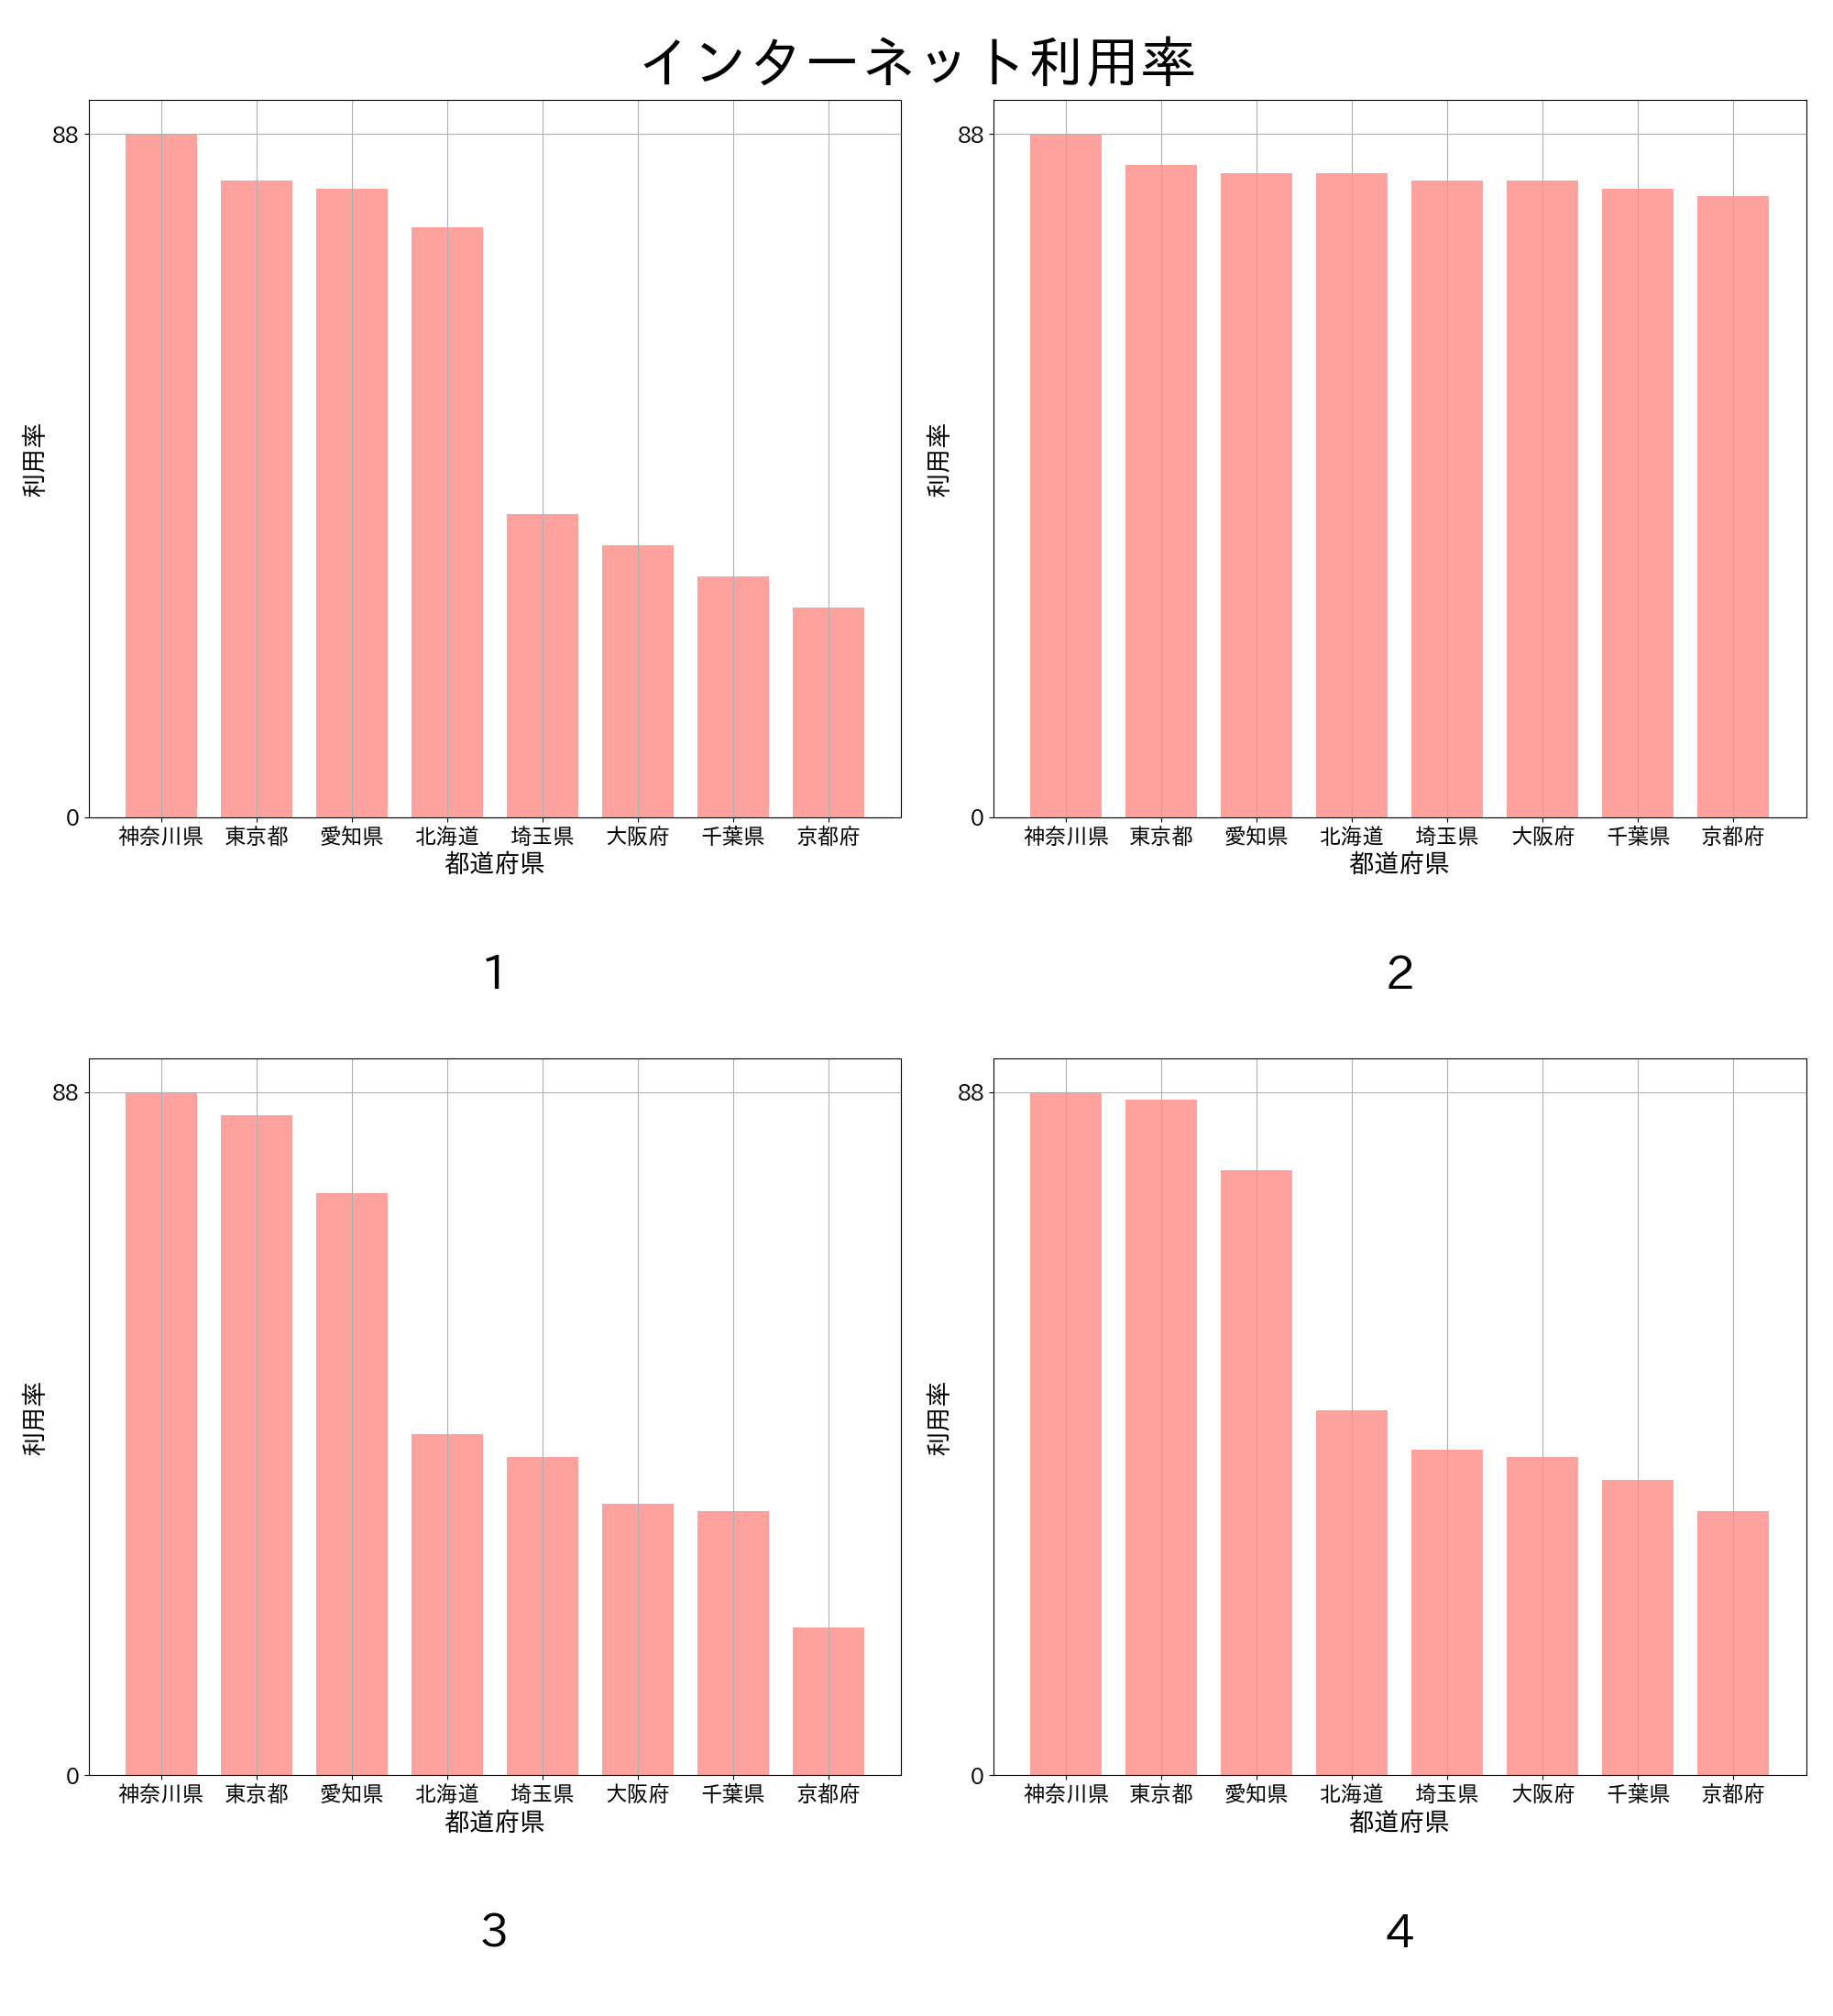 インターネット利用率
88
0
利用率
神奈川県 東京都 愛知県 北海道 埼玉県 大阪府 千葉県 京都府
都道府県
1
88
0
利用率
神奈川県 東京都 愛知県 北海道 埼玉県 大阪府 千葉県 京都府
都道府県
2
88
0
利用率
神奈川県 東京都 愛知県 北海道 埼玉県 大阪府 千葉県 京都府
都道府県
3
88
0
利用率
神奈川県 東京都 愛知県 北海道 埼玉県 大阪府 千葉県 京都府
都道府県
4